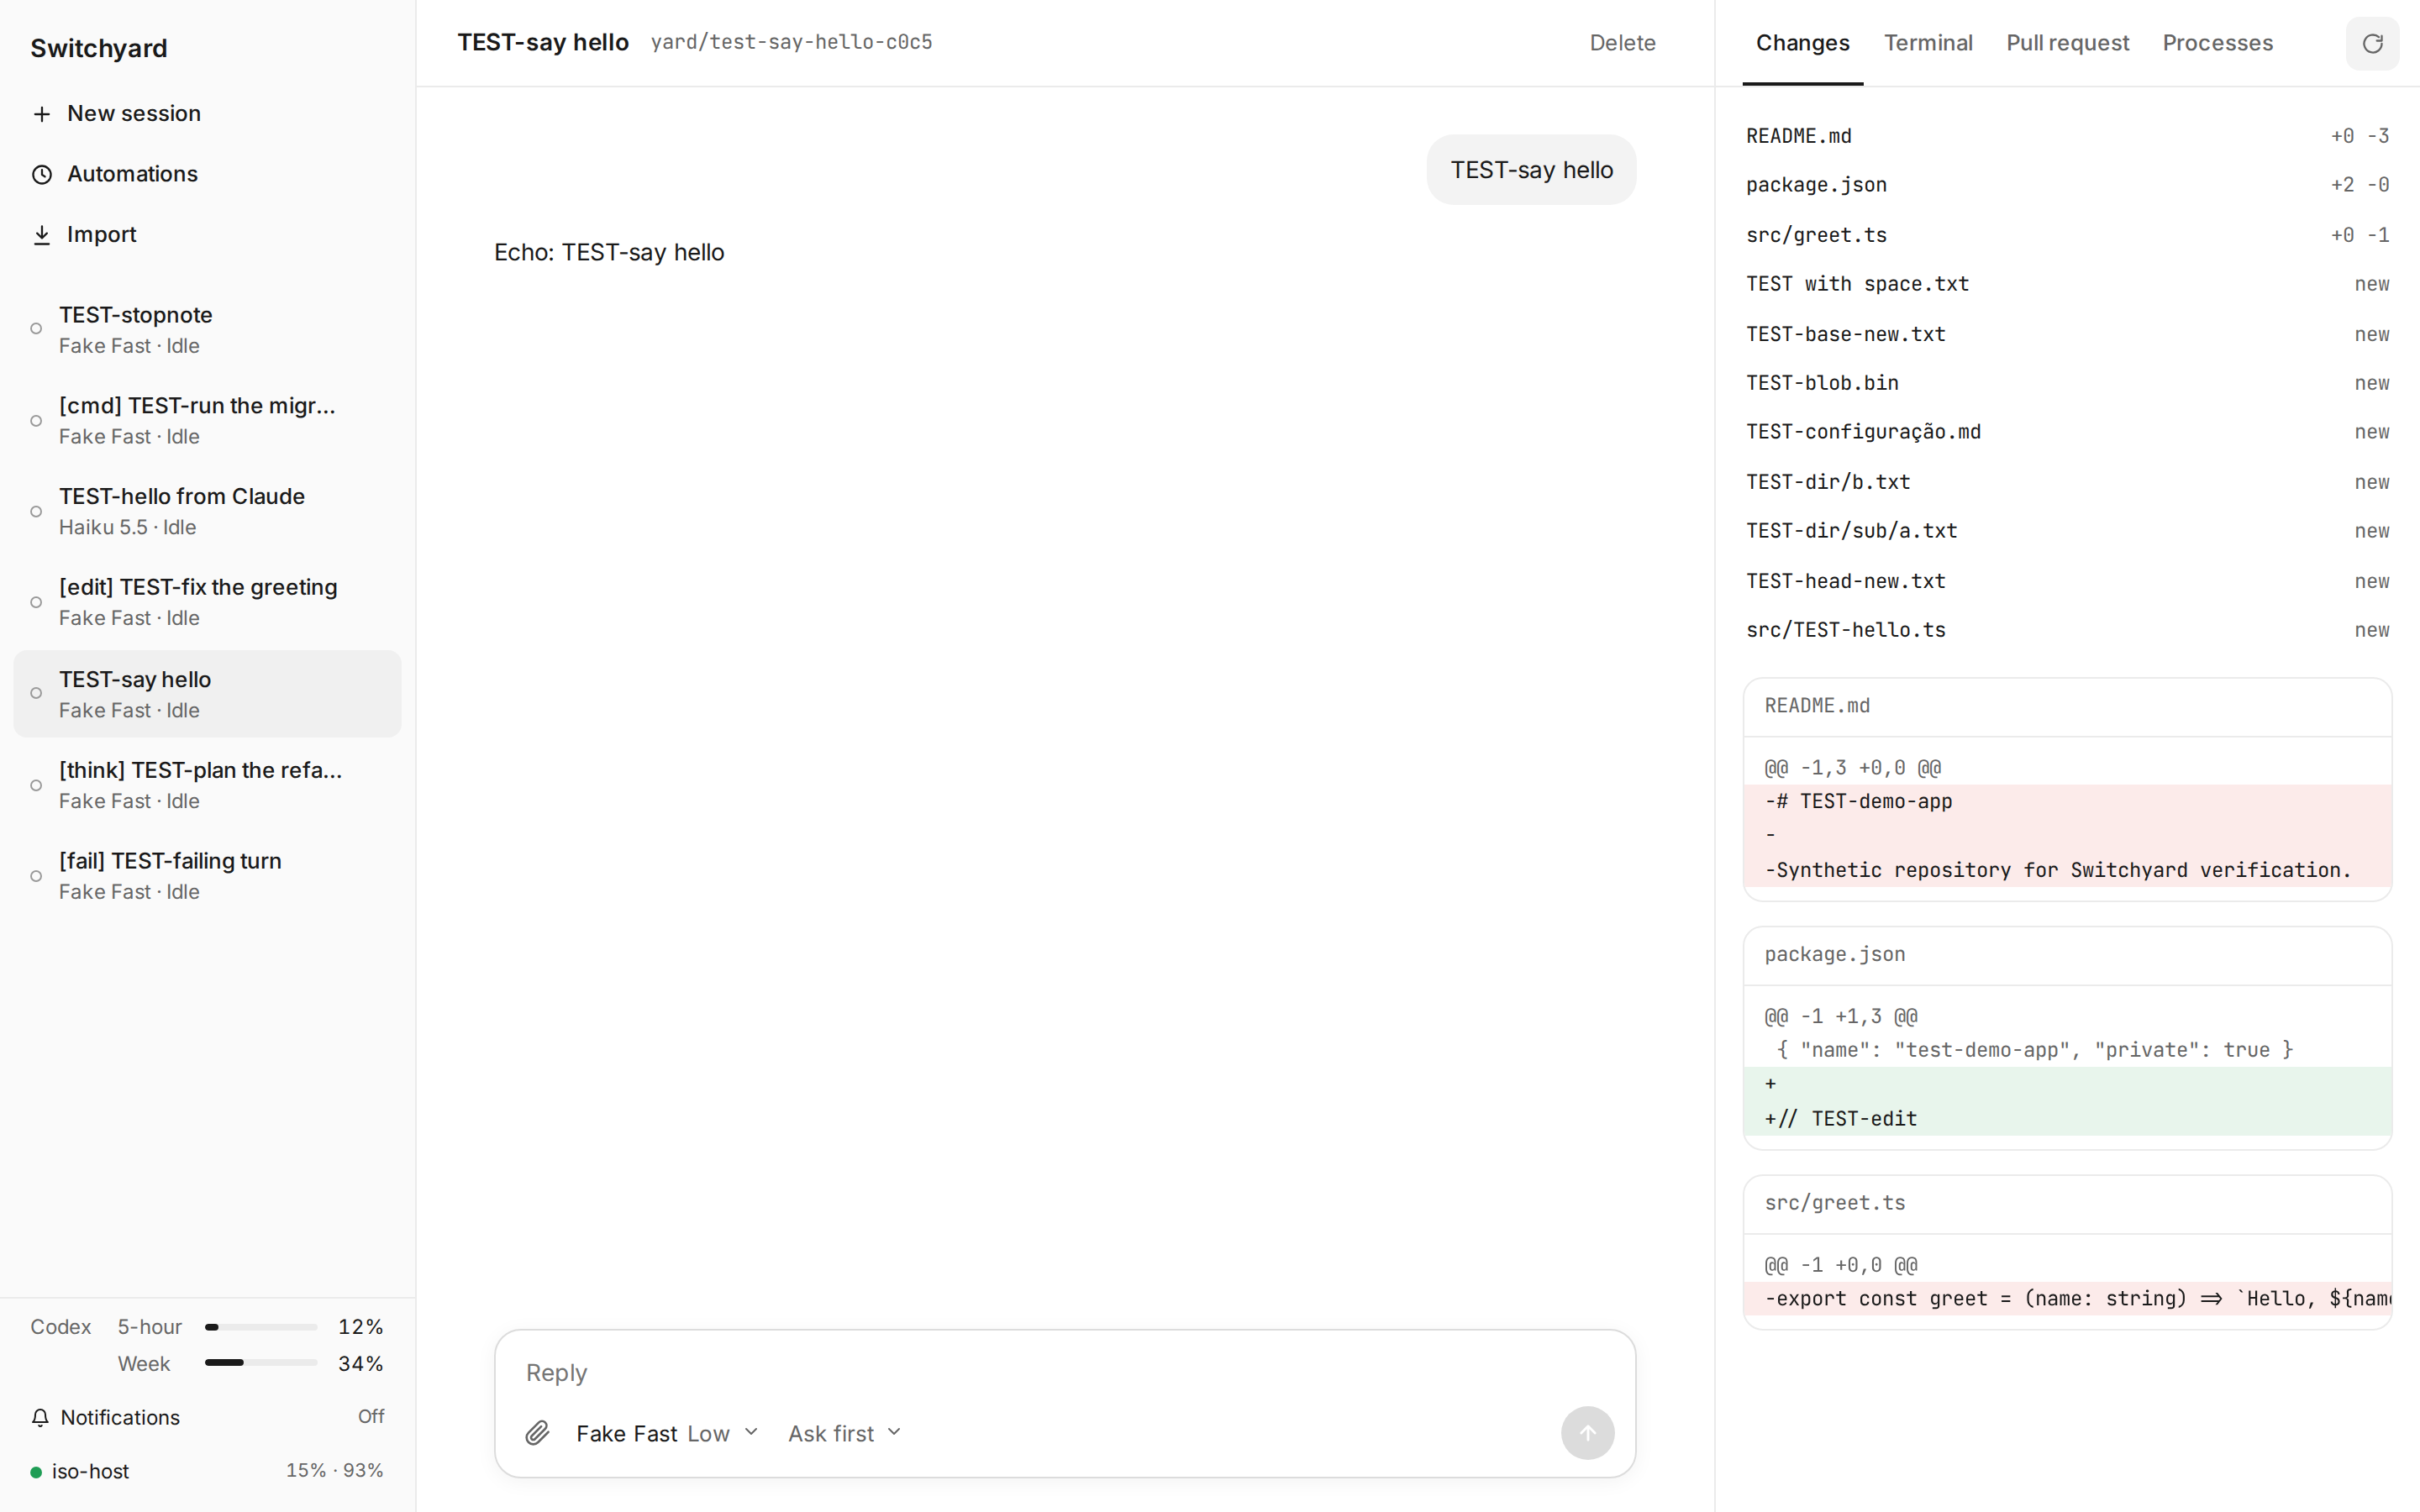 Switchyard
New session
Automations
Import
TEST-stopnote
Fake Fast · Idle
[cmd] TEST-run the migr...
Fake Fast · Idle
TEST-hello from Claude
Haiku 5.5 · Idle
[edit] TEST-fix the greeting
Fake Fast · Idle
TEST-say hello
Fake Fast · Idle
[think] TEST-plan the refa...
Fake Fast · Idle
[fail] TEST-failing turn
Fake Fast · Idle
Codex 5-hour 12%
Week 34%
Notifications Off
iso-host 15% · 93%
TEST-say hello yard/test-say-hello-c0c5 Delete
TEST-say hello
Echo: TEST-say hello
Reply
Fake Fast Low Ask first
Changes Terminal Pull request Processes
README.md +0 -3
package.json +2 -0
src/greet.ts +0 -1
TEST with space.txt new
TEST-base-new.txt new
TEST-blob.bin new
TEST-configuração.md new
TEST-dir/b.txt new
TEST-dir/sub/a.txt new
TEST-head-new.txt new
src/TEST-hello.ts new
README.md
@@ -1,3 +0,0 @@
-# TEST-demo-app
-
-Synthetic repository for Switchyard verification.
package.json
@@ -1 +1,3 @@
 { "name": "test-demo-app", "private": true }
+
+// TEST-edit
src/greet.ts
@@ -1 +0,0 @@
-export const greet = (name: string) => `Hello, ${name